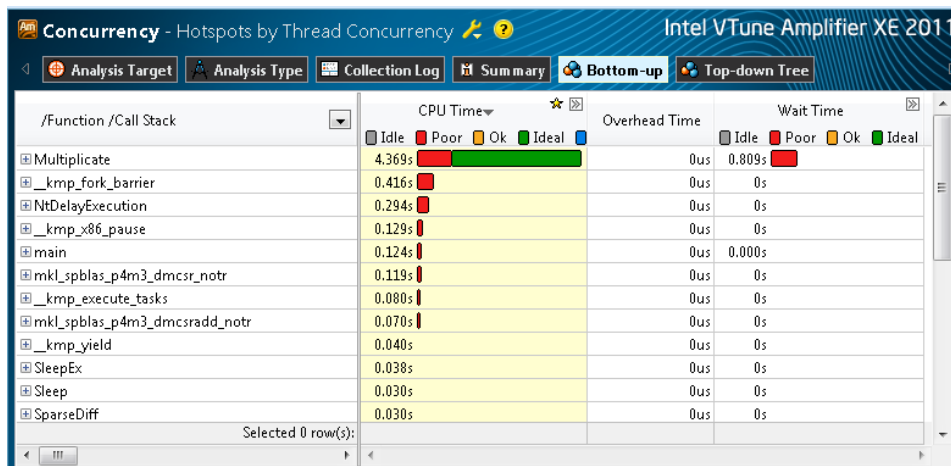 Concurrency - Hotspots by Thread Concurrency
Intel VTune Amplifier XE 201
Analysis Target Analysis Type Collection Log Summary Bottom-up Top-down Tree
/Function /Call Stack CPU Time Overhead Time Wait Time
Idle Poor Ok Ideal Idle Poor Ok Ideal
Multiplicate 4.369s 0us 0.809s
__kmp_fork_barrier 0.416s 0us 0s
NtDelayExecution 0.294s 0us 0s
__kmp_x86_pause 0.129s 0us 0s
main 0.124s 0us 0.000s
mkl_spblas_p4m3_dmcsr_notr 0.119s 0us 0s
__kmp_execute_tasks 0.080s 0us 0s
mkl_spblas_p4m3_dmcsradd_notr 0.070s 0us 0s
__kmp_yield 0.040s 0us 0s
SleepEx 0.038s 0us 0s
Sleep 0.030s 0us 0s
SparseDiff 0.030s 0us 0s
Selected 0 row(s):